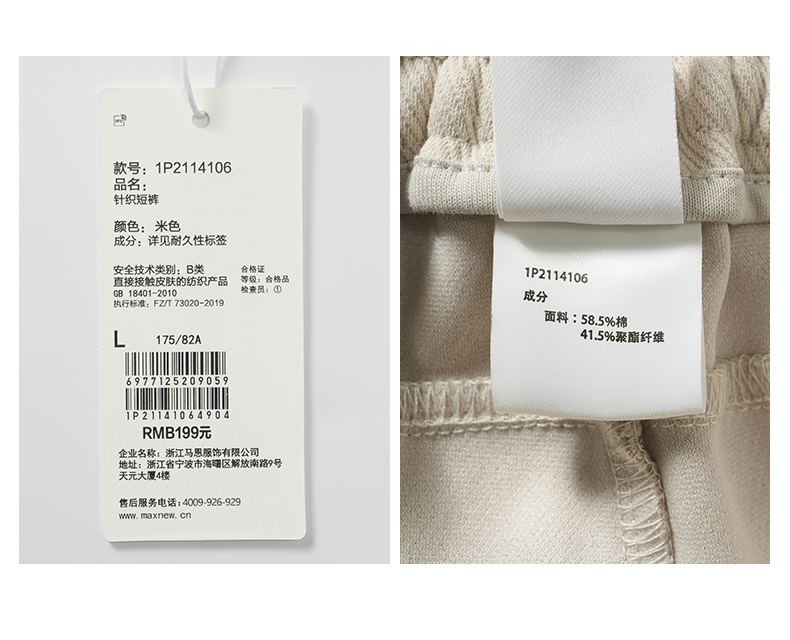 款号：1P2114106
品名：
针织短裤
颜色：米色
成分：详见耐久性标签
安全技术类别：B类
直接接触皮肤的纺织产品
GB 18401-2010
执行标准：FZ/T 73020-2019
合格证
等级：合格品
检查员：①
L 175/82A
6977125209059
1P21141064904
RMB199元
企业名称：浙江马恩服饰有限公司
地址：浙江省宁波市海曙区解放南路9号
天元大厦4楼
售后服务电话：4009-926-929
www.maxnew.cn
1P2114106
成分
面料：58.5%棉
41.5%聚酯纤维